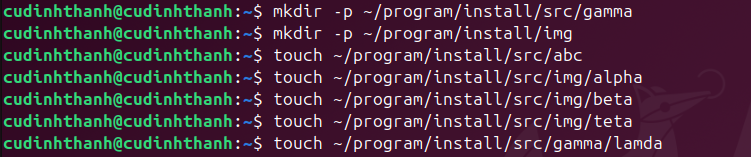 cudinhthanh@cudinhthanh:~$ mkdir -p ~/program/install/src/gamma
cudinhthanh@cudinhthanh:~$ mkdir -p ~/program/install/img
cudinhthanh@cudinhthanh:~$ touch ~/program/install/src/abc
cudinhthanh@cudinhthanh:~$ touch ~/program/install/src/img/alpha
cudinhthanh@cudinhthanh:~$ touch ~/program/install/src/img/beta
cudinhthanh@cudinhthanh:~$ touch ~/program/install/src/img/teta
cudinhthanh@cudinhthanh:~$ touch ~/program/install/src/gamma/lamda